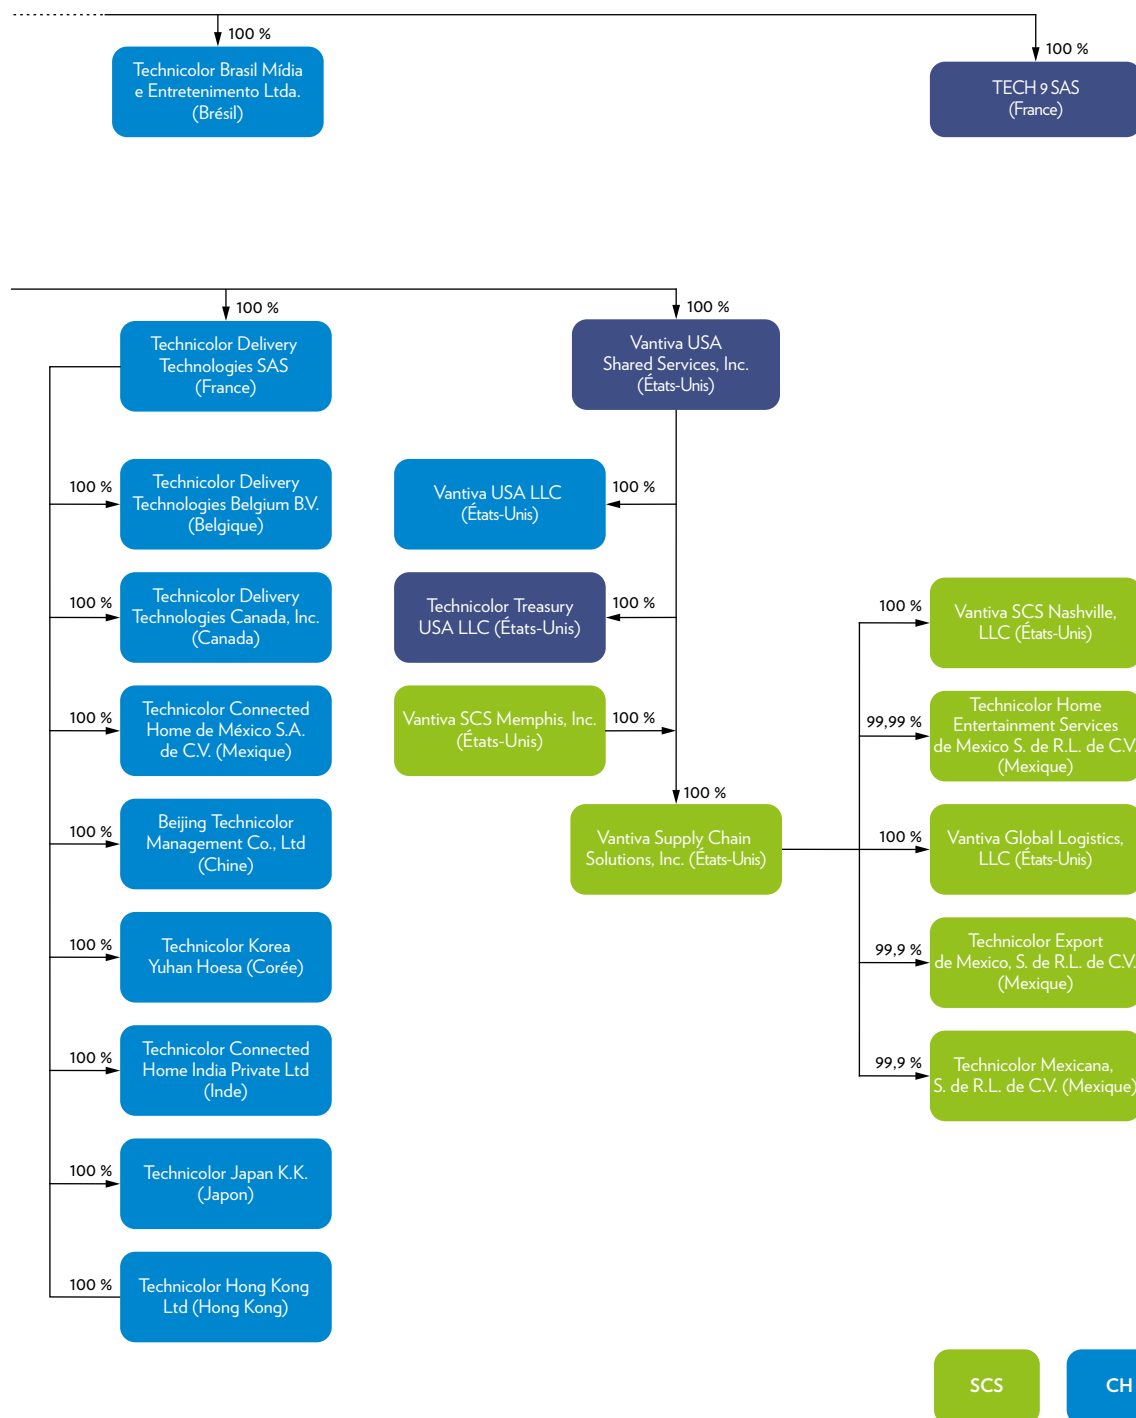 100 %
Technicolor Brasil Mídia
e Entretenimento Ltda.
(Brésil)
100 %
TECH 9 SAS
(France)
100 %
Technicolor Delivery
Technologies SAS
(France)
100 %
Vantiva USA
Shared Services, Inc.
(États-Unis)
100 %
Technicolor Delivery
Technologies Belgium B.V.
(Belgique)
100 %
Technicolor Delivery
Technologies Canada, Inc.
(Canada)
100 %
Technicolor Connected
Home de México S.A.
de C.V. (Mexique)
100 %
Beijing Technicolor
Management Co., Ltd
(Chine)
100 %
Technicolor Korea
Yuhan Hoesa (Corée)
100 %
Technicolor Connected
Home India Private Ltd
(Inde)
100 %
Technicolor Japan K.K.
(Japon)
100 %
Technicolor Hong Kong
Ltd (Hong Kong)
Vantiva USA LLC
(États-Unis)
100 %
Technicolor Treasury
USA LLC (États-Unis)
100 %
Vantiva SCS Memphis, Inc.
(États-Unis)
100 %
100 %
Vantiva Supply Chain
Solutions, Inc. (États-Unis)
100 %
Vantiva SCS Nashville,
LLC (États-Unis)
99,99 %
Technicolor Home
Entertainment Services
de Mexico S. de R.L. de C.V.
(Mexique)
100 %
Vantiva Global Logistics,
LLC (États-Unis)
99,9 %
Technicolor Export
de Mexico, S. de R.L. de C.V.
(Mexique)
99,9 %
Technicolor Mexicana,
S. de R.L. de C.V. (Mexique)
SCS
CH